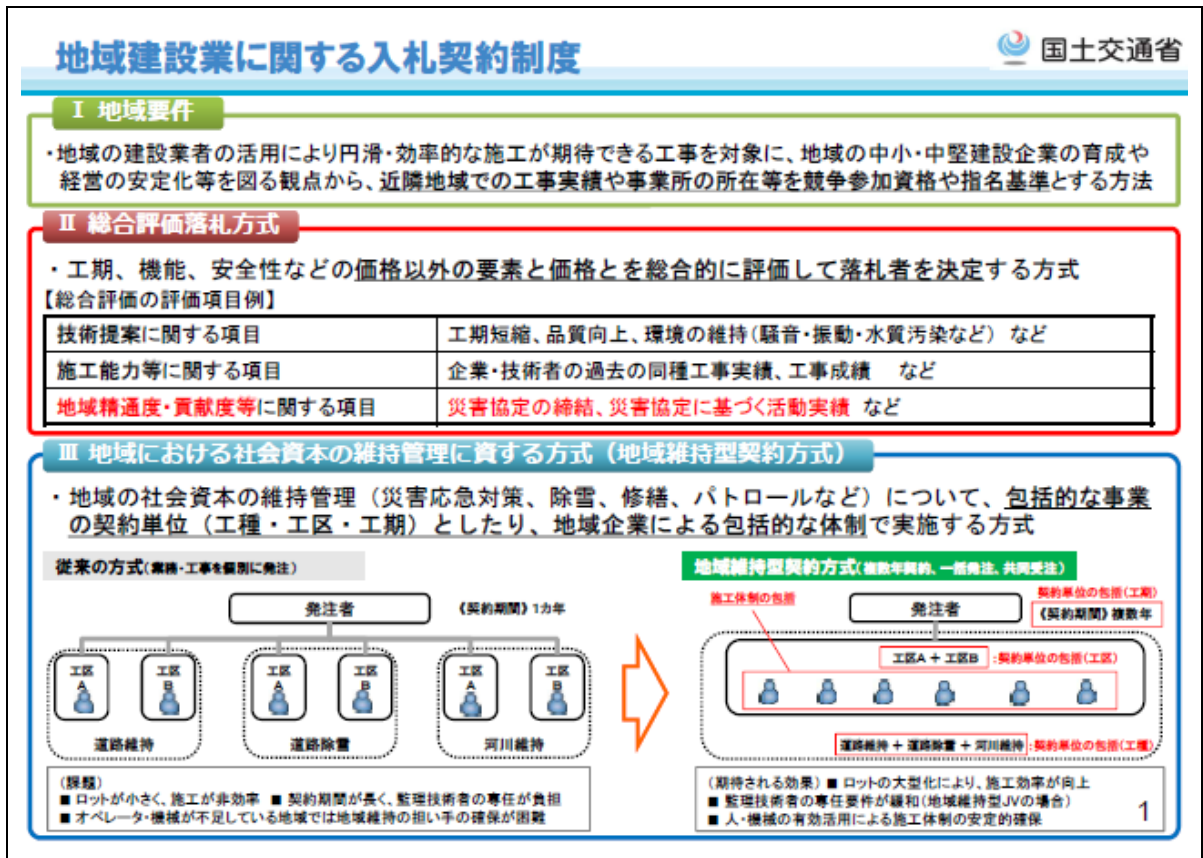 地域建設業に関する入札契約制度
国土交通省
Ⅰ 地域要件
・地域の建設業者の活用により円滑・効率的な施工が期待できる工事を対象に、地域の中小・中堅建設企業の育成や
経営の安定化等を図る観点から、近隣地域での工事実績や事業所の所在等を競争参加資格や指名基準とする方法
Ⅱ 総合評価落札方式
・工期、機能、安全性などの価格以外の要素と価格とを総合的に評価して落札者を決定する方式
【総合評価の評価項目例】
技術提案に関する項目 工期短縮、品質向上、環境の維持(騒音・振動・水質汚染など) など
施工能力等に関する項目 企業・技術者の過去の同種工事実績、工事成績 など
地域精通度・貢献度等に関する項目 災害協定の締結、災害協定に基づく活動実績 など
Ⅲ 地域における社会資本の維持管理に資する方式(地域維持型契約方式)
・地域の社会資本の維持管理(災害応急対策、除雪、修繕、パトロールなど)について、包括的な事業
の契約単位(工種・工区・工期)としたり、地域企業による包括的な体制で実施する方式
従来の方式(業務・工事を個別に発注)
発注者 《契約期間》1カ年
工区A 工区B 工区A 工区B 工区A 工区B
道路維持 道路除雪 河川維持
(課題)
■ ロットが小さく、施工が非効率 ■ 契約期間が長く、監理技術者の専任が負担
■ オペレータ・機械が不足している地域では地域維持の担い手の確保が困難
地域維持型契約方式(複数年契約、一括発注、共同受注)
施工体制の包括
契約単位の包括(工期)
発注者 《契約期間》複数年
工区A + 工区B :契約単位の包括(工区)
道路維持 + 道路除雪 + 河川維持 :契約単位の包括(工種)
(期待される効果) ■ ロットの大型化により、施工効率が向上
■ 監理技術者の専任要件が緩和(地域維持型JVの場合)
■ 人・機械の有効活用による施工体制の安定的確保
1